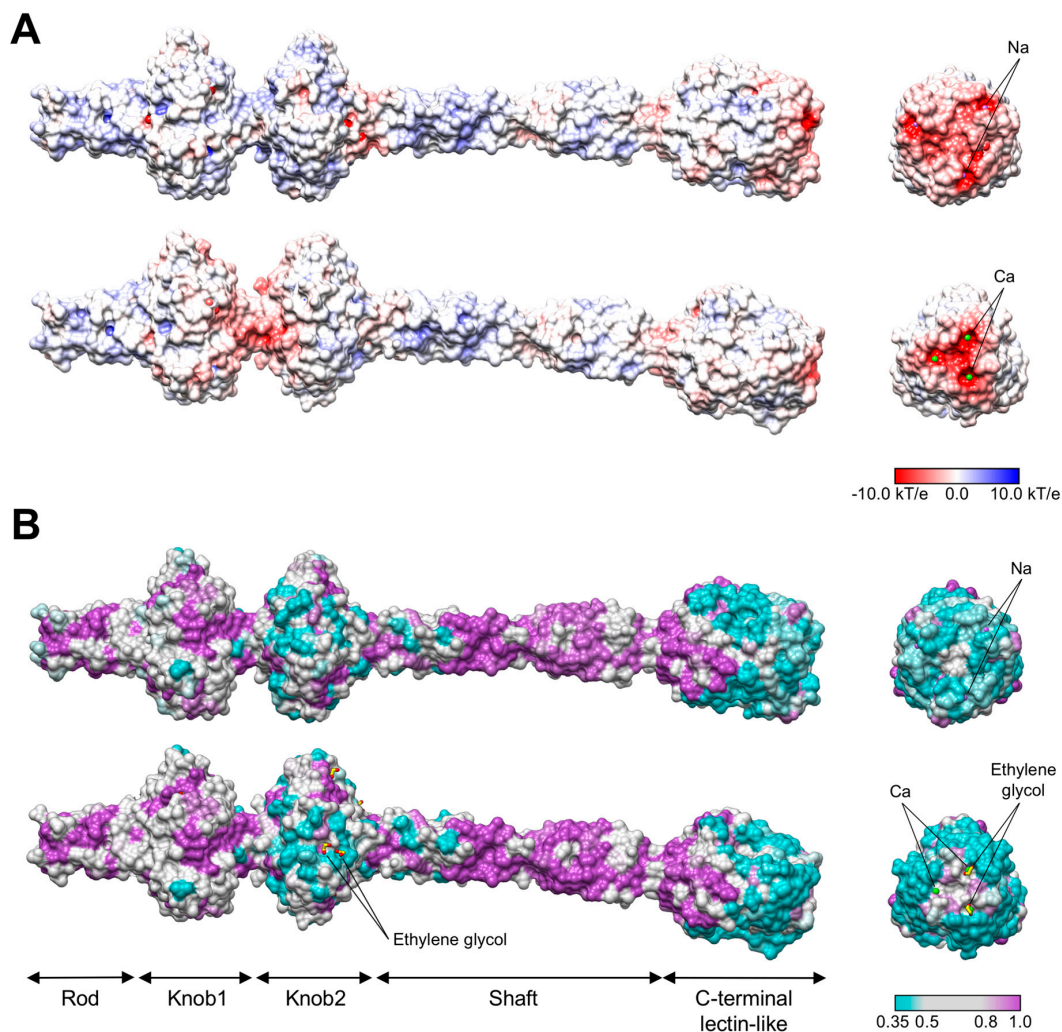 A
Na
Ca
-10.0 kT/e 0.0 10.0 kT/e
B
Na
Ethylene
glycol
Ca
Ethylene glycol
Rod Knob1 Knob2 Shaft C-terminal
lectin-like
0.35 0.5 0.8 1.0